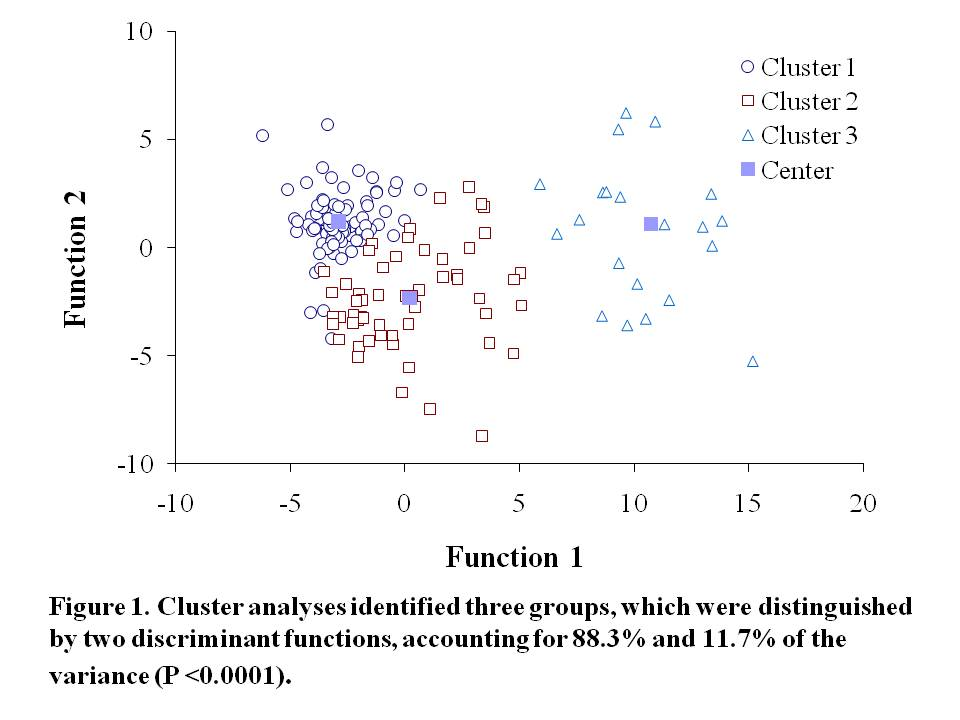 10
5
0
-5
-10
-10
-5
0
5
10
15
20
Function 2
Function 1
Cluster 1
Cluster 2
Cluster 3
Center
Figure 1. Cluster analyses identified three groups, which were distinguished
by two discriminant functions, accounting for 88.3% and 11.7% of the
variance (P <0.0001).